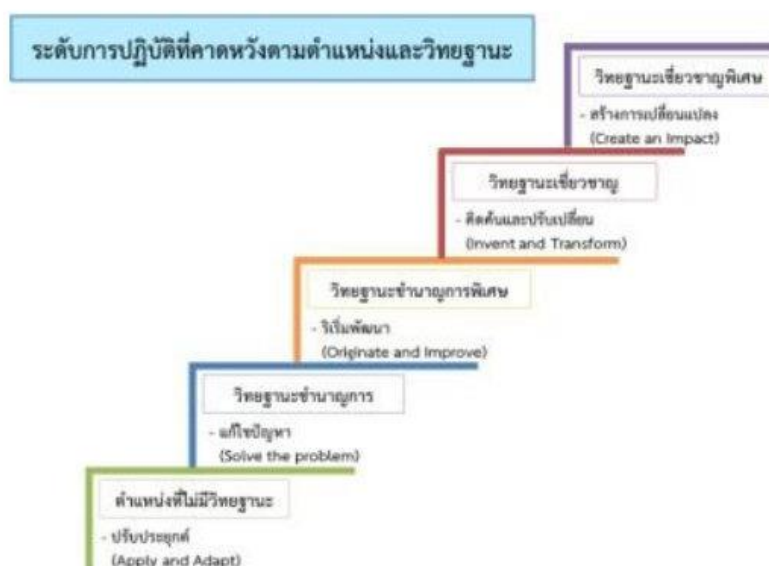 ระดับการปฏิบัติที่คาดหวังตามตำแหน่งและวิทยฐานะ
วิทยฐานะเชี่ยวชาญพิเศษ
- สร้างการเปลี่ยนแปลง
(Create an Impact)
วิทยฐานะเชี่ยวชาญ
- คิดค้นและปรับเปลี่ยน
(Invent and Transform)
วิทยฐานะชำนาญการพิเศษ
- ริเริ่มพัฒนา
(Originate and Improve)
วิทยฐานะชำนาญการ
- แก้ไขปัญหา
(Solve the problem)
ตำแหน่งที่ไม่มีวิทยฐานะ
- ปรับประยุกต์
(Apply and Adapt)